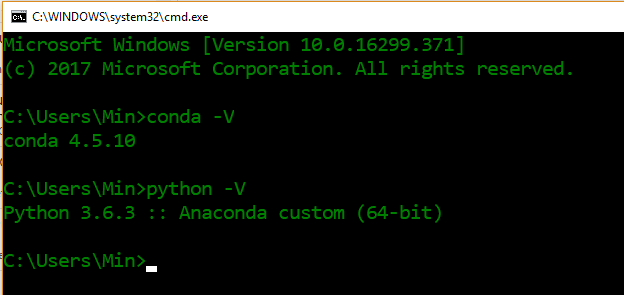 C:\WINDOWS\system32\cmd.exe
Microsoft Windows [Version 10.0.16299.371]
(c) 2017 Microsoft Corporation. All rights reserved.
C:\Users\Min>conda -V
conda 4.5.10
C:\Users\Min>python -V
Python 3.6.3 :: Anaconda custom (64-bit)
C:\Users\Min>